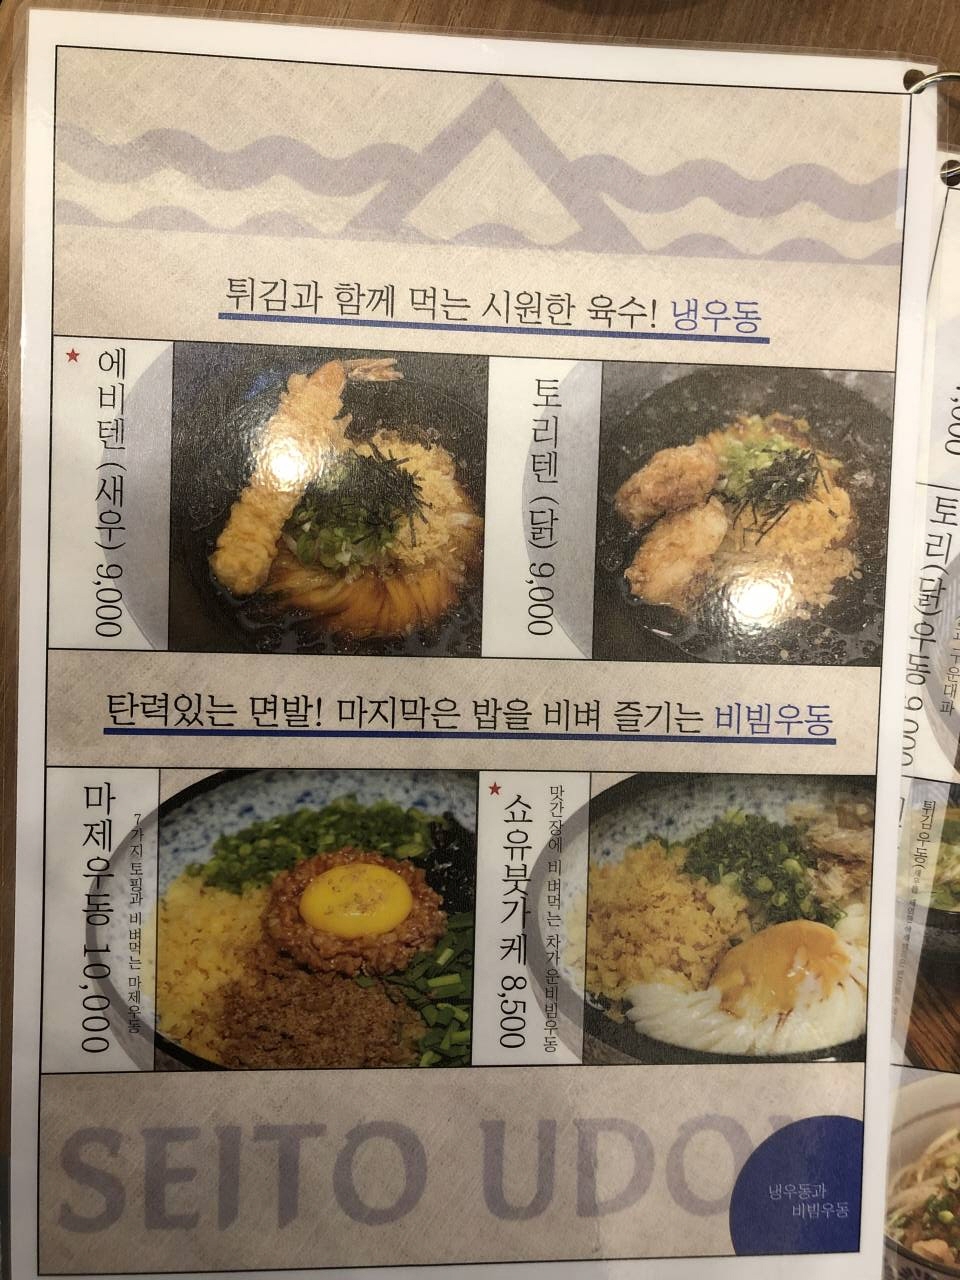 튀김과 함께 먹는 시원한 육수! 냉우동
★ 에비텐 (새우) 9,000
토리텐 (닭) 9,000
탄력있는 면발! 마지막은 밥을 비벼 즐기는 비빔우동
마제우동 10,000
7가지 토핑과 비벼먹는 마제우동
★ 쇼유붓가케 8,500
맛간장에 비벼먹는 차가운비빔우동
SEITO UDO
냉우동과
비빔우동
토리(닭)우동 9,000
구운대파
튀김우동